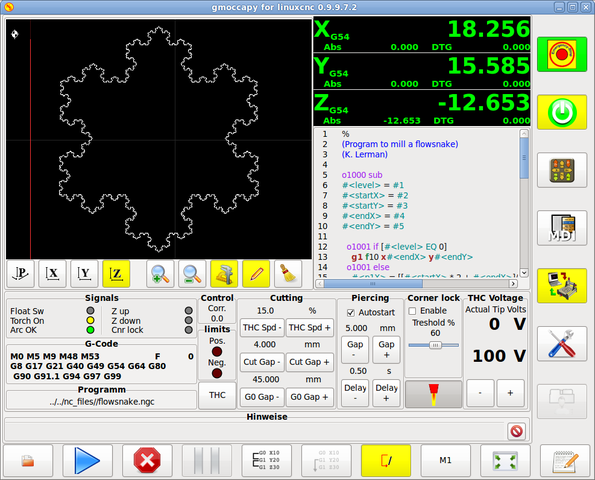 gmoccapy for linuxcnc 0.9.9.7.2
X G54 18.256
Abs 0.000 DTG 0.000
Y G54 15.585
Abs 0.000 DTG 0.000
Z G54 -12.653
Abs -12.653 DTG 0.000
1 %
2 (Program to mill a flowsnake)
3 (K. Lerman)
4
5 o1000 sub
6 #<level> = #1
7 #<startX> = #2
8 #<startY> = #3
9 #<endX> = #4
10 #<endY> = #5
11
12 o1001 if [#<level> EQ 0]
13 g1 f10 x#<endX> y#<endY>
14 o1001 else
MDI
P X Y Z
Signals
Float Sw Z up
Torch On Z down
Arc OK Cnr lock
G-Code
M0 M5 M9 M48 M53 F 0
G8 G17 G21 G40 G49 G54 G64 G80
G90 G91.1 G94 G97 G99
Programm
../../nc_files//flowsnake.ngc
Control
Corr.
0.0
limits
Pos.
Neg.
THC
Cutting
15.0 %
THC Spd - THC Spd +
4.000 mm
Cut Gap - Cut Gap +
45.000 mm
G0 Gap - G0 Gap +
Piercing
Autostart
5.000 mm
Gap - Gap +
0.50 s
Delay - Delay +
Corner lock
Enable
Treshold %
60
THC Voltage
Actual Tip Volts
0 V
100 V
- +
Hinweise
G0 X10
G1 Y20
G1 Z30
M1